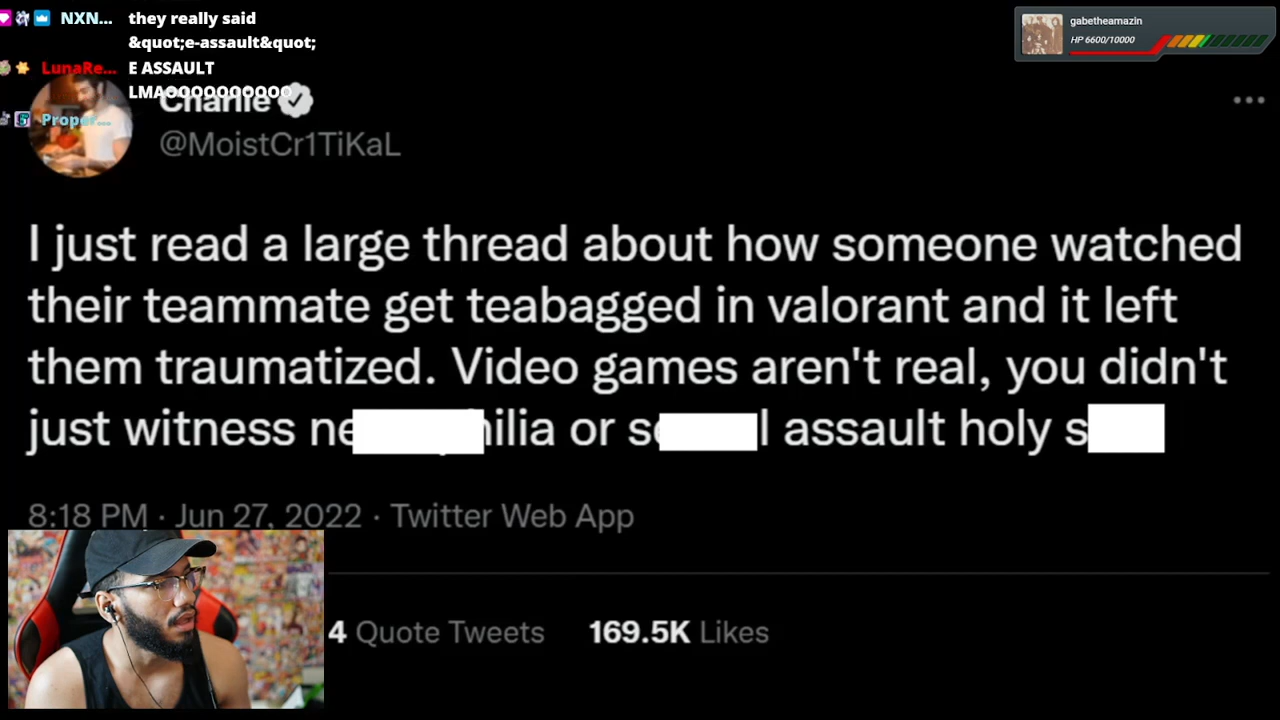 NXN... they really said
&quot;e-assault&quot;
LunaRe... E ASSAULT
LMAOOOOOOOOOO
Proper...
gabetheamazin
HP 6600/10000
Charlie
@MoistCr1TiKaL
I just read a large thread about how someone watched
their teammate get teabagged in valorant and it left
them traumatized. Video games aren't real, you didn't
just witness ne hilia or s l assault holy s
8:18 PM · Jun 27, 2022 · Twitter Web App
4 Quote Tweets 169.5K Likes